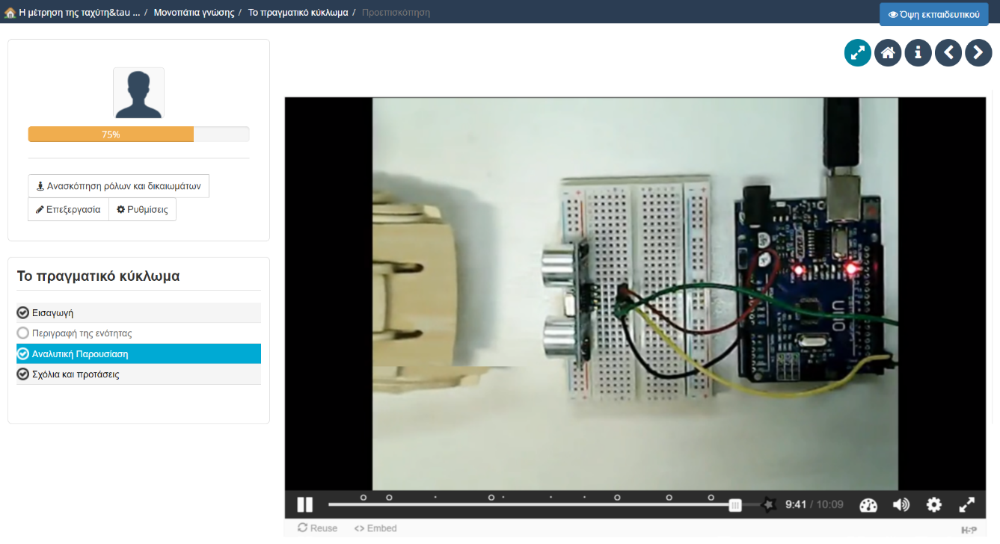 Η μέτρηση της ταχύτη&tau ... / Μονοπάτια γνώσης / Το πραγματικό κύκλωμα / Προεπισκόπηση
Όψη εκπαιδευτικού
75%
Ανασκόπηση ρόλων και δικαιωμάτων
Επεξεργασία
Ρυθμίσεις
Το πραγματικό κύκλωμα
Εισαγωγή
Περιγραφή της ενότητας
Αναλυτική Παρουσίαση
Σχόλια και προτάσεις
UNO
9:41 / 10:09
Reuse
<> Embed
H-P